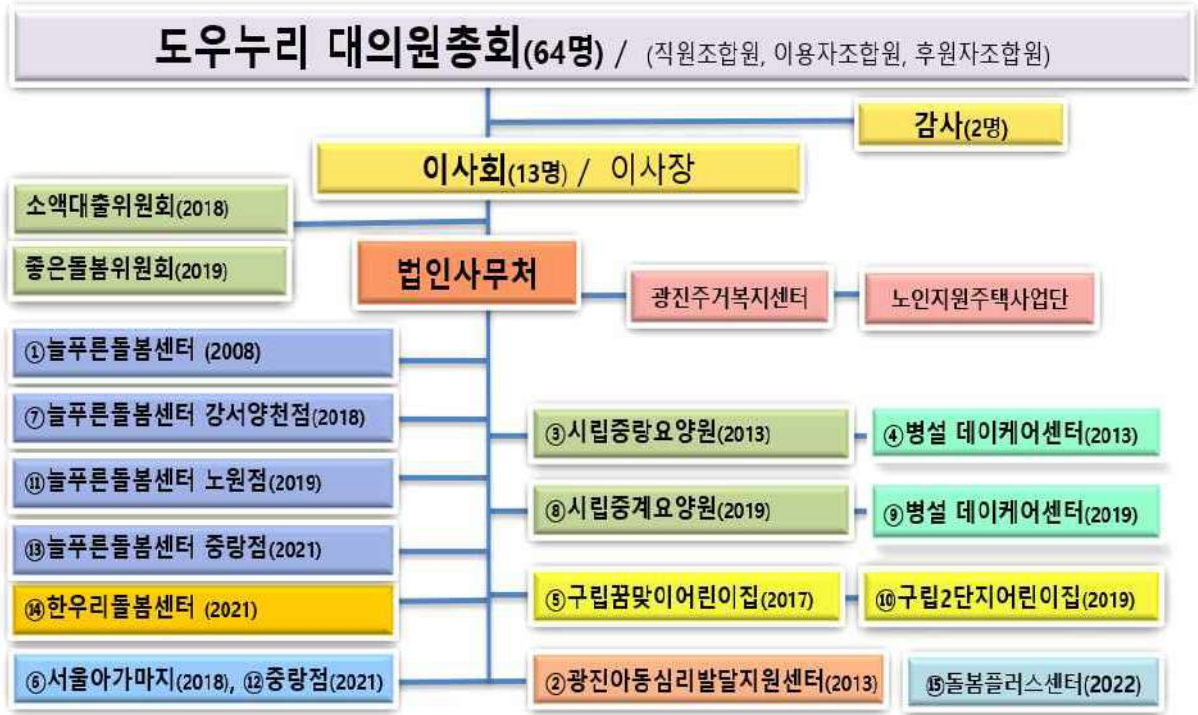 도우누리 대의원총회(64명) / (직원조합원, 이용자조합원, 후원자조합원)
감사(2명)
이사회(13명) / 이사장
소액대출위원회(2018)
좋은돌봄위원회(2019)
법인사무처
광진주거복지센터
노인지원주택사업단
①늘푸른돌봄센터 (2008)
⑦늘푸른돌봄센터 강서양천점(2018)
⑪늘푸른돌봄센터 노원점(2019)
⑬늘푸른돌봄센터 중랑점(2021)
⑭한우리돌봄센터 (2021)
⑥서울아가마지(2018), ⑫중랑점(2021)
③시립중랑요양원(2013)
④병설 데이케어센터(2013)
⑧시립중계요양원(2019)
⑨병설 데이케어센터(2019)
⑤구립꿈맞이어린이집(2017)
⑩구립2단지어린이집(2019)
②광진아동심리발달지원센터(2013)
⑮돌봄플러스센터(2022)